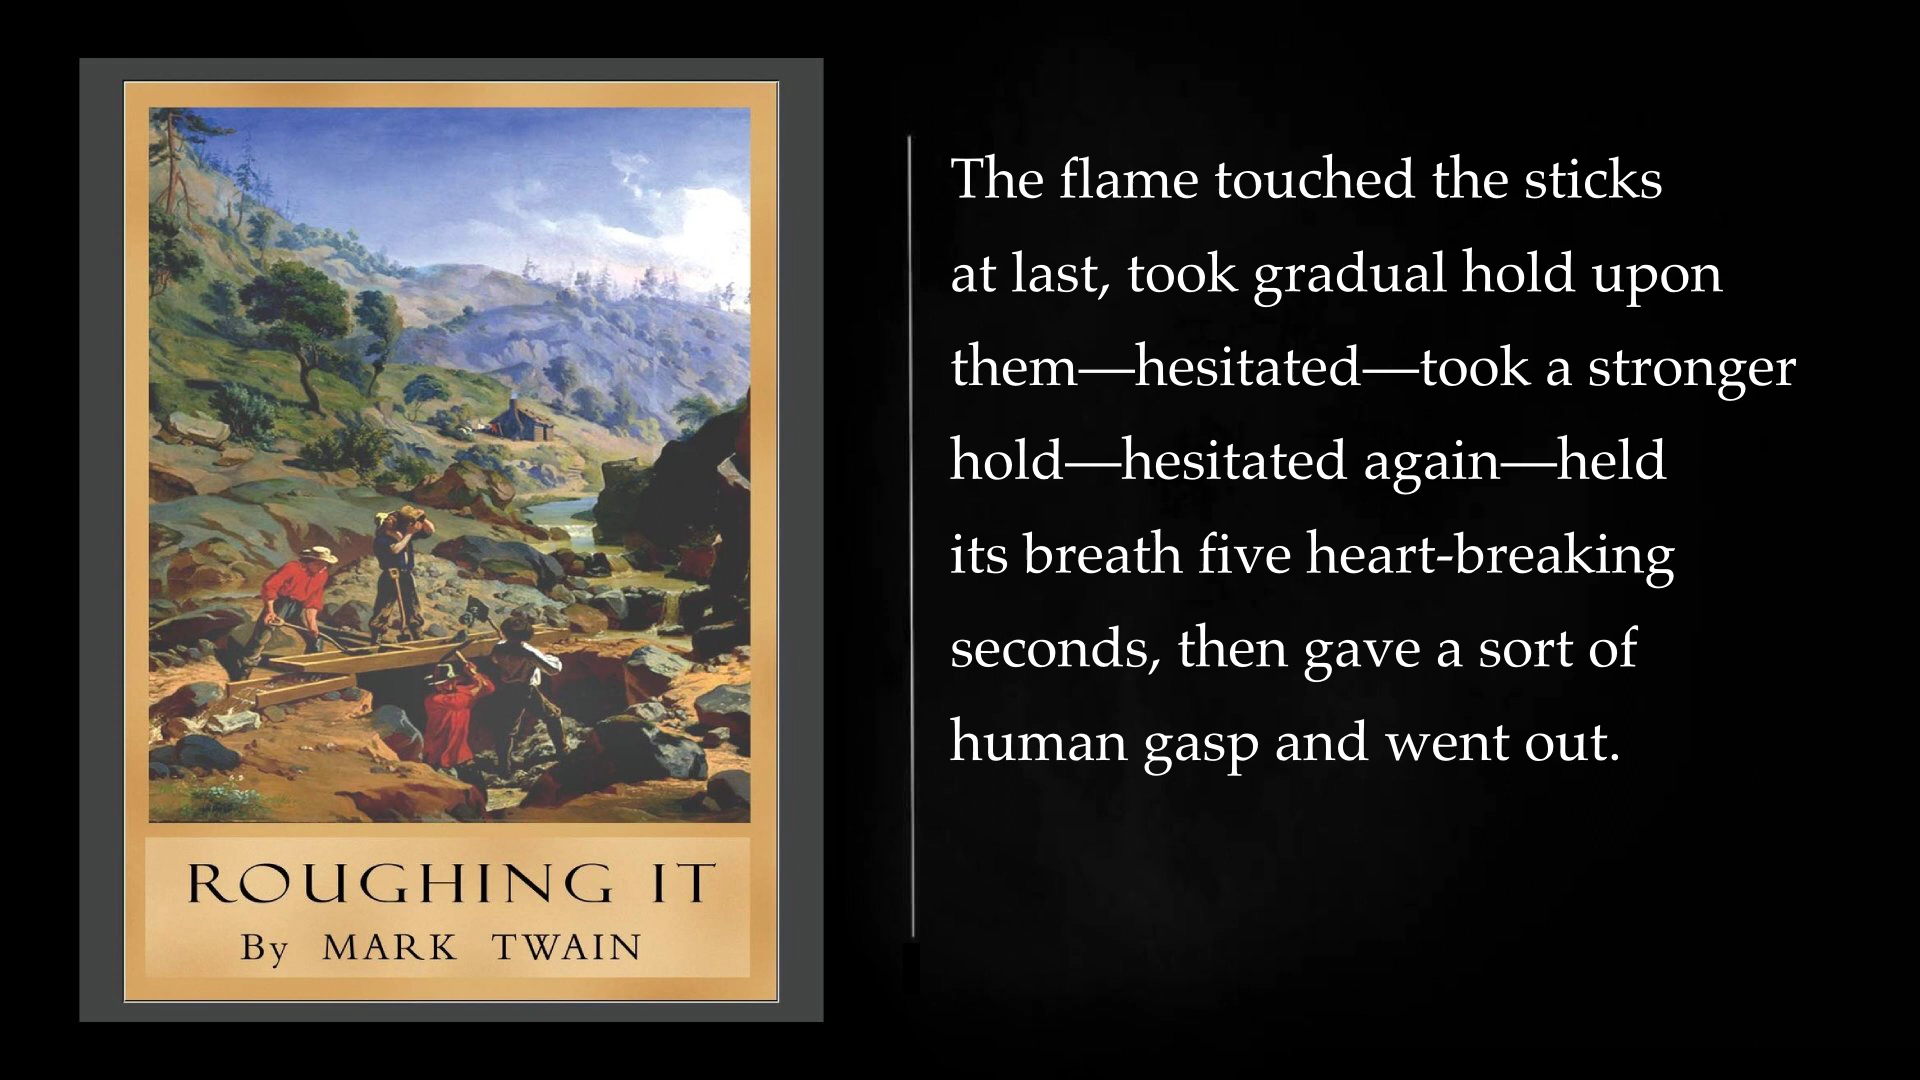 ROUGHING IT
By MARK TWAIN
The flame touched the sticks
at last, took gradual hold upon
them—hesitated—took a stronger
hold—hesitated again—held
its breath five heart-breaking
seconds, then gave a sort of
human gasp and went out.